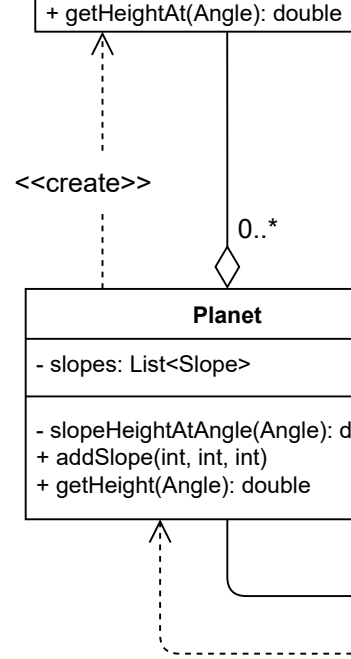 + getHeightAt(Angle): double
<<create>>
0..*
Planet
- slopes: List<Slope>
- slopeHeightAtAngle(Angle): d
+ addSlope(int, int, int)
+ getHeight(Angle): double